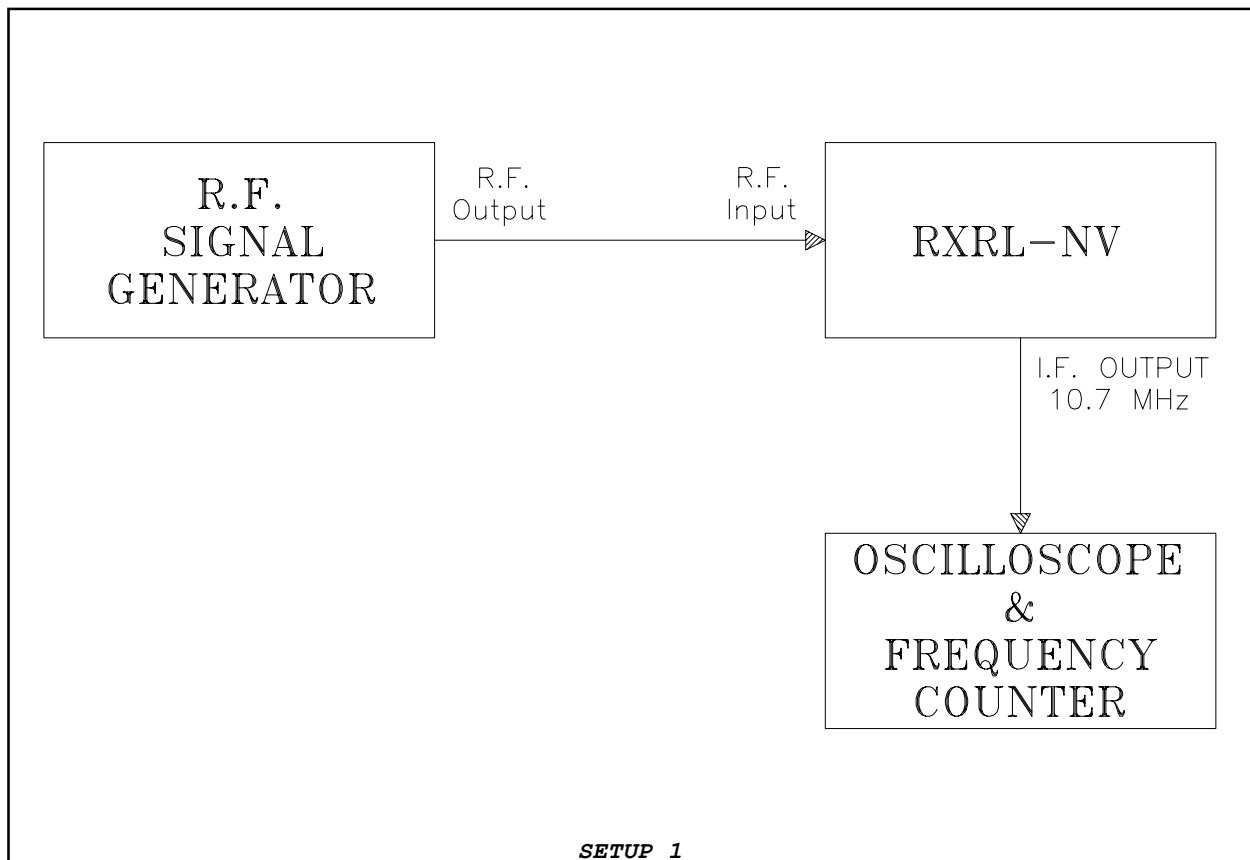 R.F.
SIGNAL
GENERATOR
R.F.
Output
R.F.
Input
RXRL-NV
I.F. OUTPUT
10.7 MHz
OSCILLOSCOPE
&
FREQUENCY
COUNTER
SETUP 1